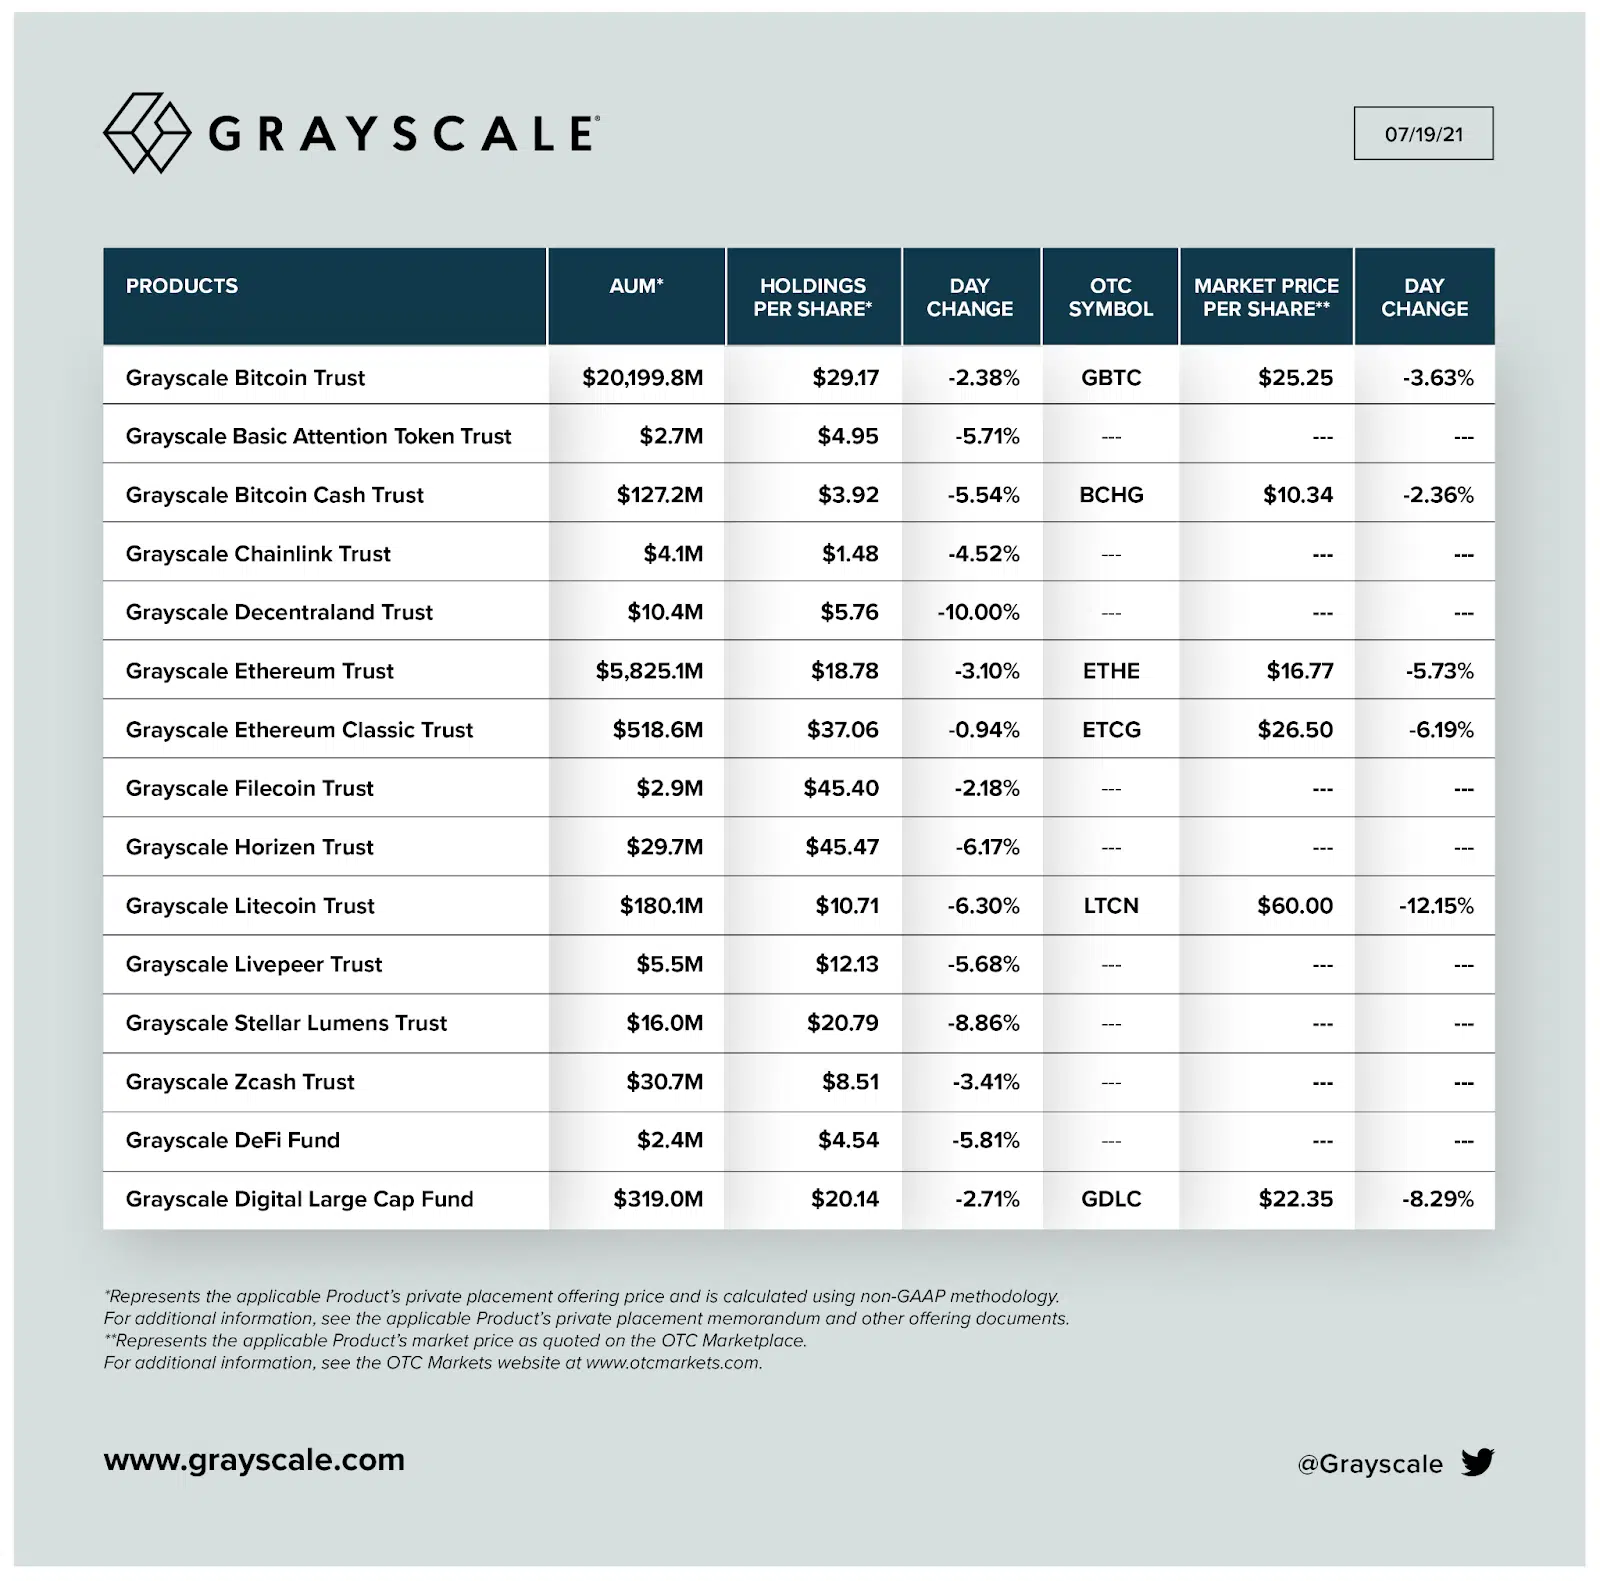 GRAYSCALE®
07/19/21
PRODUCTS AUM* HOLDINGS PER SHARE* DAY CHANGE OTC SYMBOL MARKET PRICE PER SHARE** DAY CHANGE
Grayscale Bitcoin Trust $20,199.8M $29.17 -2.38% GBTC $25.25 -3.63%
Grayscale Basic Attention Token Trust $2.7M $4.95 -5.71% --- --- ---
Grayscale Bitcoin Cash Trust $127.2M $3.92 -5.54% BCHG $10.34 -2.36%
Grayscale Chainlink Trust $4.1M $1.48 -4.52% --- --- ---
Grayscale Decentraland Trust $10.4M $5.76 -10.00% --- --- ---
Grayscale Ethereum Trust $5,825.1M $18.78 -3.10% ETHE $16.77 -5.73%
Grayscale Ethereum Classic Trust $518.6M $37.06 -0.94% ETCG $26.50 -6.19%
Grayscale Filecoin Trust $2.9M $45.40 -2.18% --- --- ---
Grayscale Horizen Trust $29.7M $45.47 -6.17% --- --- ---
Grayscale Litecoin Trust $180.1M $10.71 -6.30% LTCN $60.00 -12.15%
Grayscale Livepeer Trust $5.5M $12.13 -5.68% --- --- ---
Grayscale Stellar Lumens Trust $16.0M $20.79 -8.86% --- --- ---
Grayscale Zcash Trust $30.7M $8.51 -3.41% --- --- ---
Grayscale DeFi Fund $2.4M $4.54 -5.81% --- --- ---
Grayscale Digital Large Cap Fund $319.0M $20.14 -2.71% GDLC $22.35 -8.29%
*Represents the applicable Product's private placement offering price and is calculated using non-GAAP methodology.
For additional information, see the applicable Product's private placement memorandum and other offering documents.
**Represents the applicable Product's market price as quoted on the OTC Marketplace.
For additional information, see the OTC Markets website at www.otcmarkets.com.
www.grayscale.com
@Grayscale